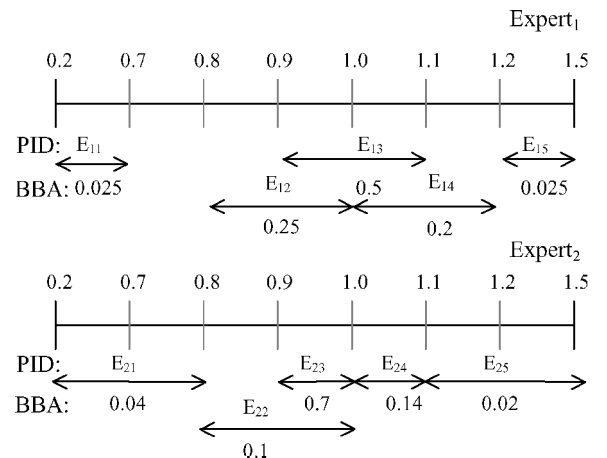 Expert₁
0.2 0.7 0.8 0.9 1.0 1.1 1.2 1.5
PID: E₁₁ E₁₃ E₁₅
BBA: 0.025 E₁₂ 0.5 E₁₄ 0.025
0.25 0.2
Expert₂
0.2 0.7 0.8 0.9 1.0 1.1 1.2 1.5
PID: E₂₁ E₂₃ E₂₄ E₂₅
BBA: 0.04 E₂₂ 0.7 0.14 0.02
0.1